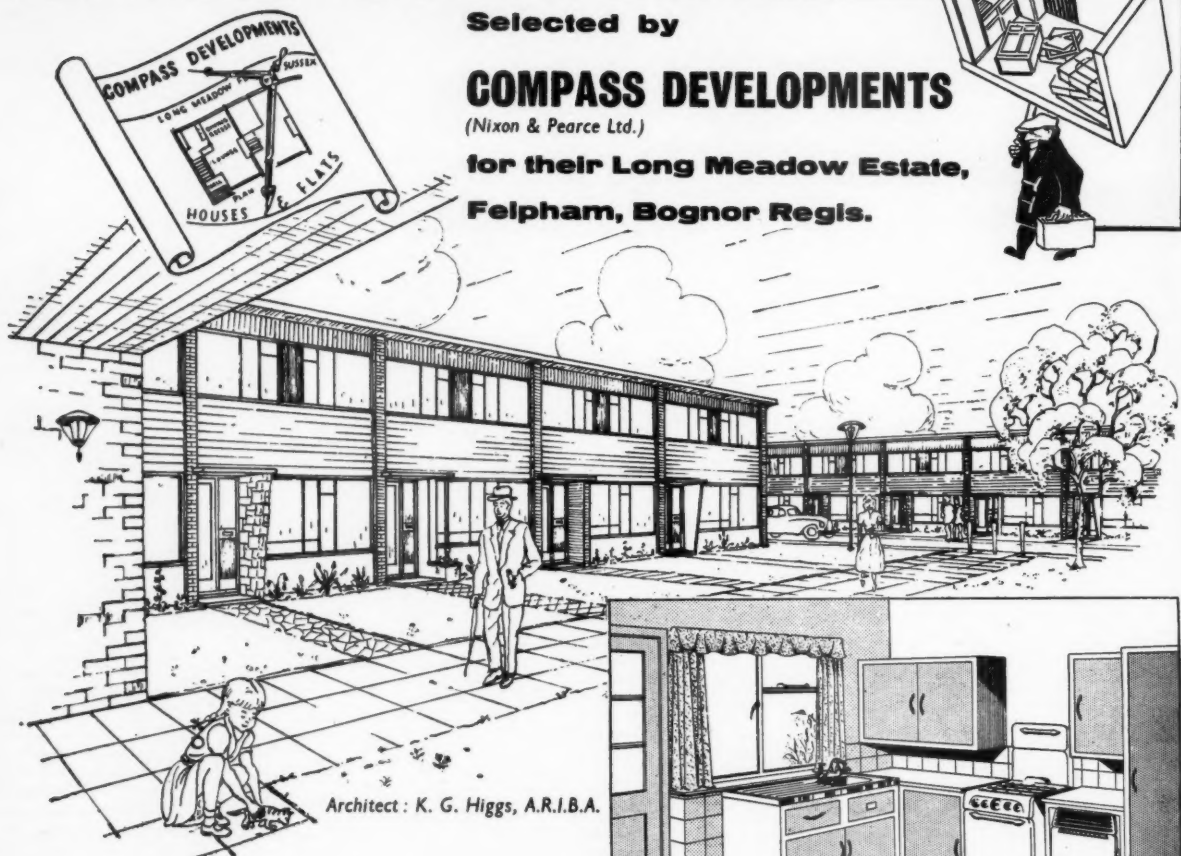 COMPASS DEVELOPMENTS
SUSSEX
LONG MEADOW
LOUNGE
PLAN
HOUSES & FLATS
Selected by
COMPASS DEVELOPMENTS
(Nixon & Pearce Ltd.)
for their Long Meadow Estate,
Felpham, Bognor Regis.
Architect : K. G. Higgs, A.R.I.B.A.